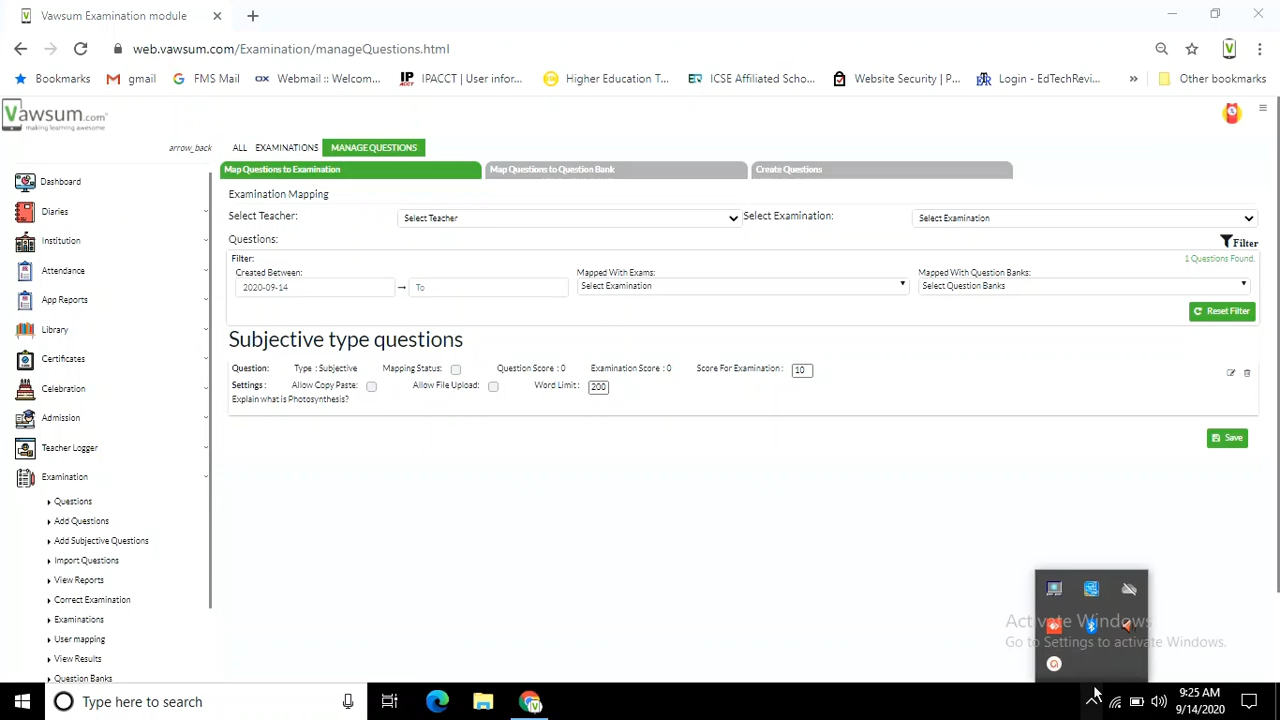 Vawsum Examination module
web.vawsum.com/Examination/manageQuestions.html
Bookmarks gmail FMS Mail Webmail :: Welcom... IPACCT | User infor... Higher Education T... ICSE Affiliated Scho... Website Security | P... Login - EdTechRevi... » Other bookmarks
Vawsum.com
making learning awesome
arrow_back ALL EXAMINATIONS MANAGE QUESTIONS
Map Questions to Examination Map Questions to Question Bank Create Questions
Examination Mapping
Select Teacher: Select Teacher Select Examination: Select Examination
Questions:
Filter
Filter: 1 Questions Found.
Created Between: Mapped With Exams: Mapped With Question Banks:
2020-09-14 → To Select Examination Select Question Banks
Reset Filter
Subjective type questions
Question: Type : Subjective Mapping Status: Question Score : 0 Examination Score : 0 Score For Examination : 10
Settings : Allow Copy Paste: Allow File Upload: Word Limit : 200
Explain what is Photosynthesis?
Save
Dashboard
Diaries
Institution
Attendance
App Reports
Library
Certificates
Celebration
Admission
Teacher Logger
Examination
Questions
Add Questions
Add Subjective Questions
Import Questions
View Reports
Correct Examination
Examinations
User mapping
View Results
Question Banks
Activate Windows
Go to Settings to activate Windows.
Type here to search
9:25 AM
9/14/2020